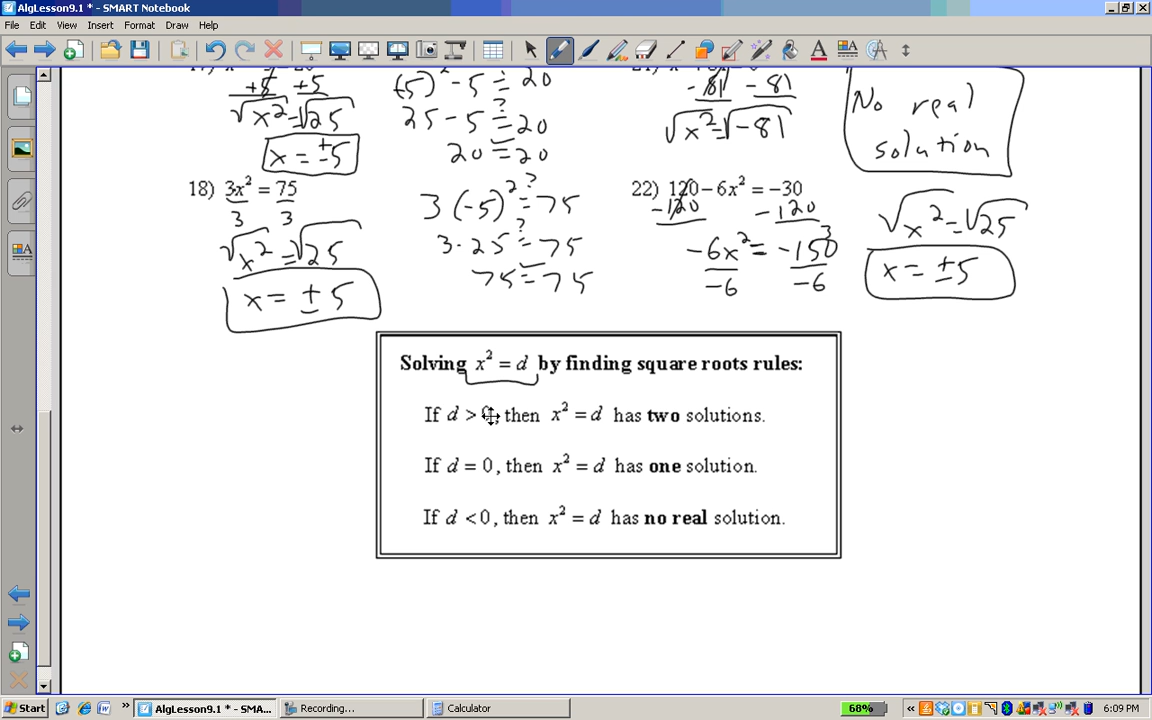 AlgLesson9.1 * - SMART Notebook
File Edit View Insert Format Draw Tools Help
+5 +5
√x² = √25
x = ±5
(-5)² - 5 ≟ 20
25 - 5 ≟ 20
20 = 20
-81 - 81
√x² = √-81
No real
solution
18) 3x² = 75
3 3
√x² = √25
x = ± 5
3 (-5)² ≟ 75
3 · 25 ≟ 75
75 = 75
22) 120 - 6x² = -30
-120 -120
-6x² = -150
-6 -6
√x² = √25
x = ±5
Solving x² = d by finding square roots rules:
If d > 0, then x² = d has two solutions.
If d = 0, then x² = d has one solution.
If d < 0, then x² = d has no real solution.
Start AlgLesson9.1 * - SMA... Recording... Calculator 68% 6:09 PM